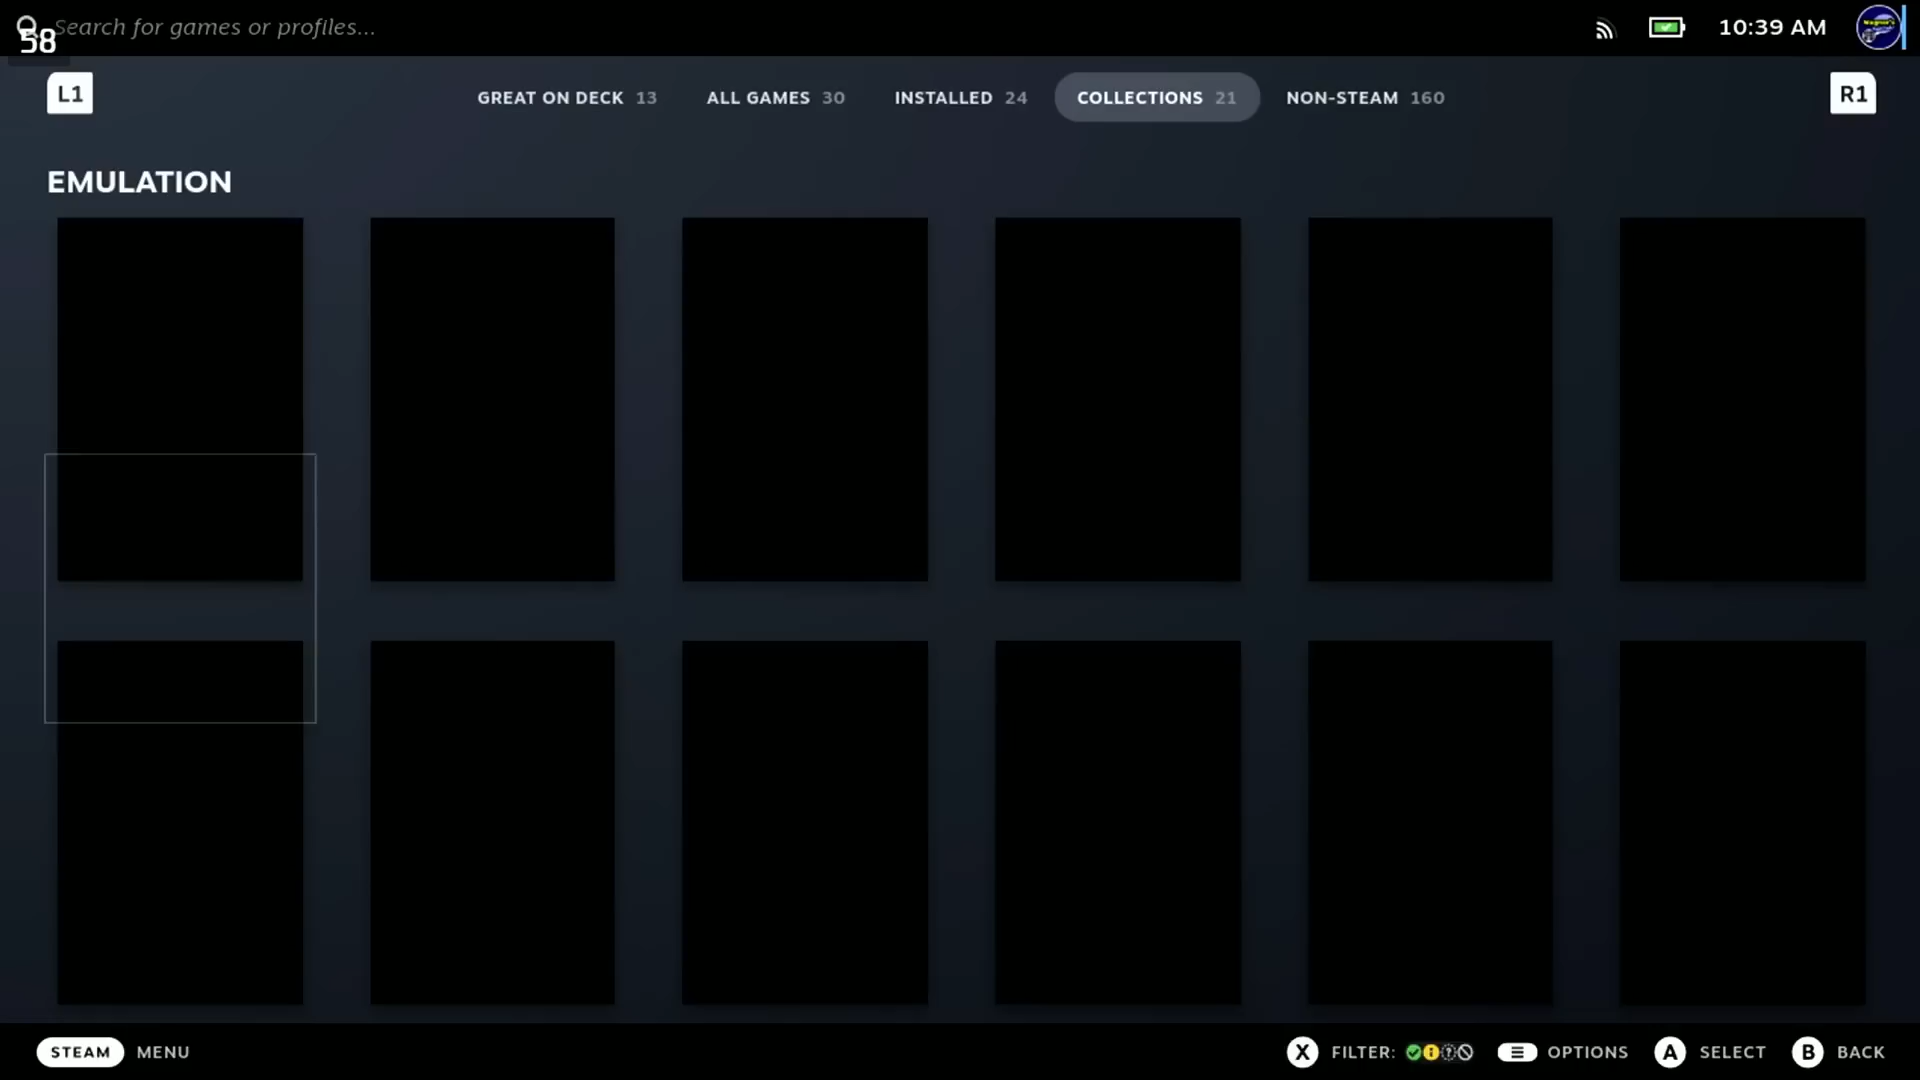 Search for games or profiles...
58
10:39 AM
L1
GREAT ON DECK 13
ALL GAMES 30
INSTALLED 24
COLLECTIONS 21
NON-STEAM 160
R1
EMULATION
STEAM MENU
X FILTER:
OPTIONS
A SELECT
B BACK